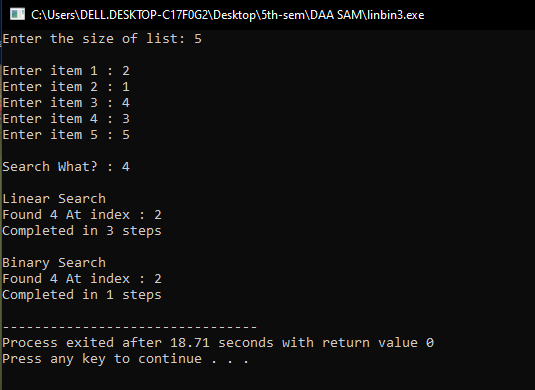 C:\Users\DELL.DESKTOP-C17F0G2\Desktop\5th-sem\DAA SAM\linbin3.exe
Enter the size of list: 5
Enter item 1 : 2
Enter item 2 : 1
Enter item 3 : 4
Enter item 4 : 3
Enter item 5 : 5
Search What? : 4
Linear Search
Found 4 At index : 2
Completed in 3 steps
Binary Search
Found 4 At index : 2
Completed in 1 steps
--------------------------------
Process exited after 18.71 seconds with return value 0
Press any key to continue . . .